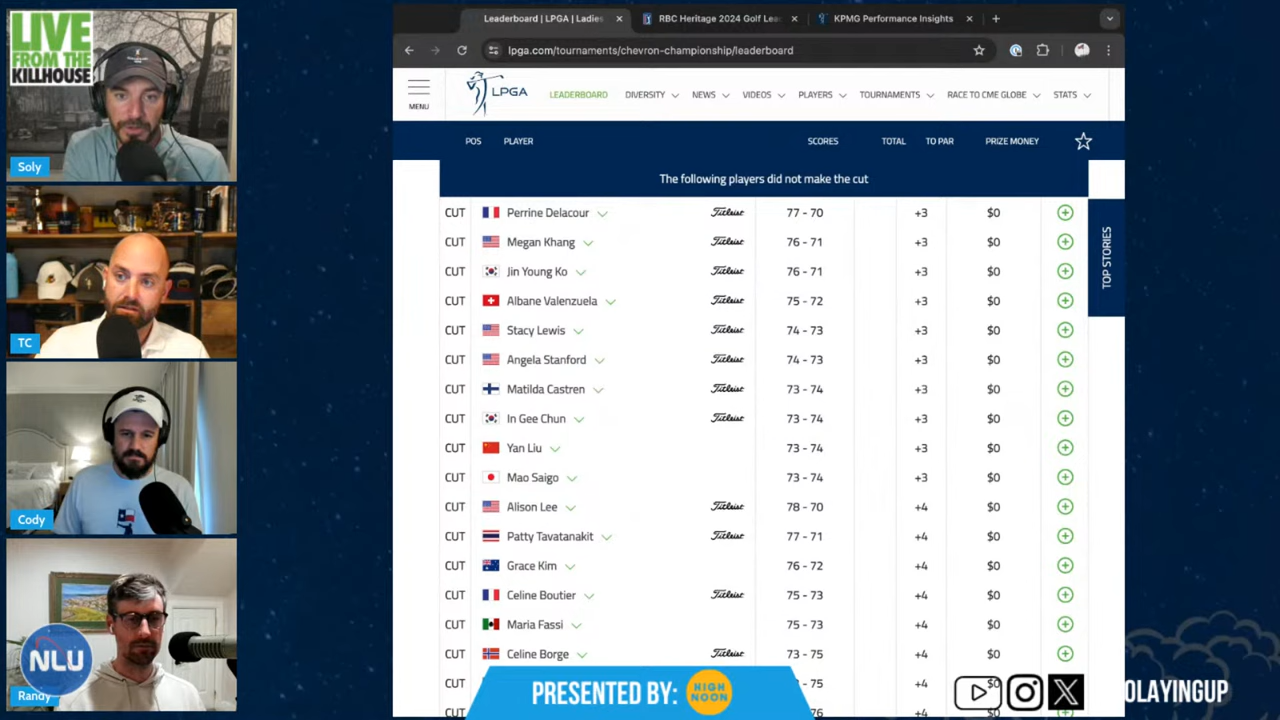 LIVE
FROM THE
KILLHOUSE
Soly
TC
Cody
NLU
Randy
Leaderboard | LPGA | Ladies
RBC Heritage 2024 Golf Lea
KPMG Performance Insights
lpga.com/tournaments/chevron-championship/leaderboard
MENU
LPGA
LEADERBOARD DIVERSITY NEWS VIDEOS PLAYERS TOURNAMENTS RACE TO CME GLOBE STATS
POS PLAYER SCORES TOTAL TO PAR PRIZE MONEY
The following players did not make the cut
CUT Perrine Delacour Titleist 77 - 70 +3 $0
CUT Megan Khang Titleist 76 - 71 +3 $0
CUT Jin Young Ko Titleist 76 - 71 +3 $0
CUT Albane Valenzuela Titleist 75 - 72 +3 $0
CUT Stacy Lewis Titleist 74 - 73 +3 $0
CUT Angela Stanford Titleist 74 - 73 +3 $0
CUT Matilda Castren Titleist 73 - 74 +3 $0
CUT In Gee Chun Titleist 73 - 74 +3 $0
CUT Yan Liu 73 - 74 +3 $0
CUT Mao Saigo 73 - 74 +3 $0
CUT Alison Lee Titleist 78 - 70 +4 $0
CUT Patty Tavatanakit Titleist 77 - 71 +4 $0
CUT Grace Kim 76 - 72 +4 $0
CUT Celine Boutier Titleist 75 - 73 +4 $0
CUT Maria Fassi 75 - 73 +4 $0
CUT Celine Borge Titleist 73 - 75 +4 $0
CUT - 75 +4 $0
TOP STORIES
PRESENTED BY: HIGH NOON
OLAYINGUP